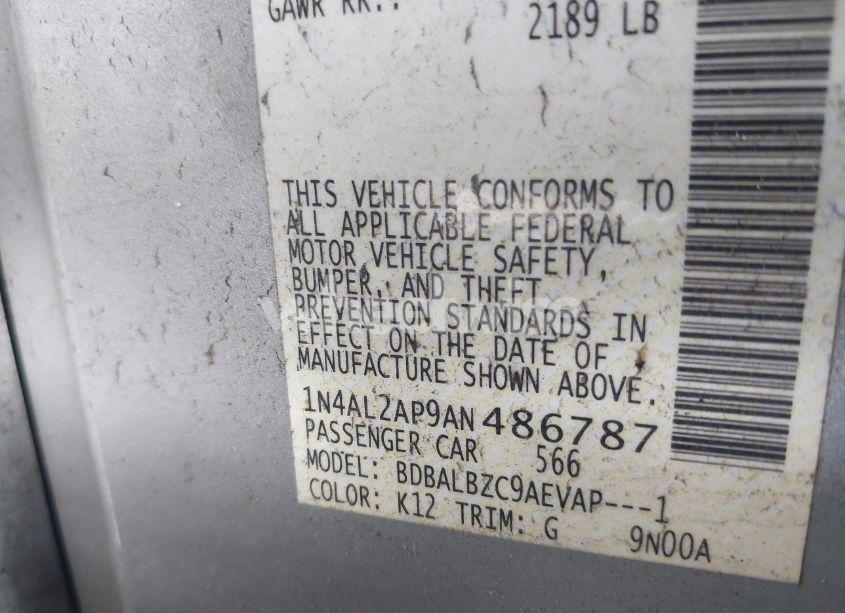 GAWR RR.:
2189 LB
THIS VEHICLE CONFORMS TO
ALL APPLICABLE FEDERAL
MOTOR VEHICLE SAFETY,
BUMPER, AND THEFT
PREVENTION STANDARDS IN
EFFECT ON THE DATE OF
MANUFACTURE SHOWN ABOVE.
1N4AL2AP9AN486787
PASSENGER CAR 566
MODEL: BDBALBZC9AEVAP---1
COLOR: K12 TRIM: G 9N00A